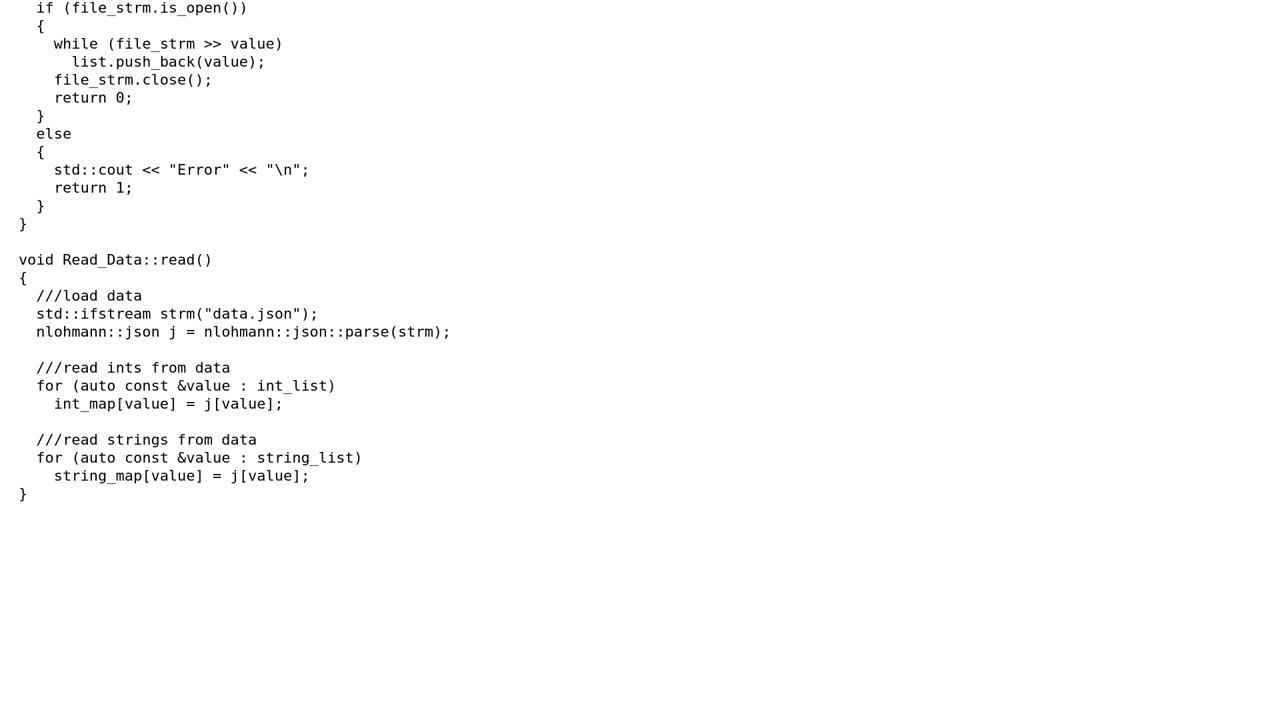 if (file_strm.is_open())
{
while (file_strm >> value)
list.push_back(value);
file_strm.close();
return 0;
}
else
{
std::cout << "Error" << "\n";
return 1;
}
}
void Read_Data::read()
{
///load data
std::ifstream strm("data.json");
nlohmann::json j = nlohmann::json::parse(strm);
///read ints from data
for (auto const &value : int_list)
int_map[value] = j[value];
///read strings from data
for (auto const &value : string_list)
string_map[value] = j[value];
}